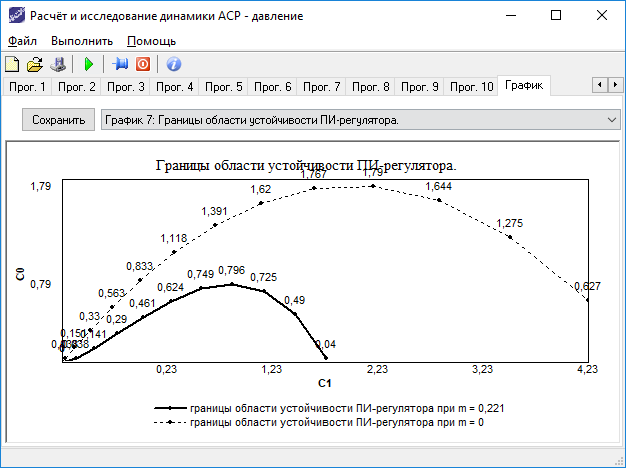 Расчёт и исследование динамики АСР - давление
Файл Выполнить Помощь
Прог. 1 Прог. 2 Прог. 3 Прог. 4 Прог. 5 Прог. 6 Прог. 7 Прог. 8 Прог. 9 Прог. 10 График
Сохранить График 7: Границы области устойчивости ПИ-регулятора.
Границы области устойчивости ПИ-регулятора.
1,79
1,767 1,79
1,62 1,644
1,391
1,118 1,275
0,833
0,79 0,749 0,796 0,725 0,627
0,563 0,624
0,33 0,29 0,461 0,49
0,15 0,141
0,04
0,23 1,23 2,23 3,23 4,23
C0
C1
границы области устойчивости ПИ-регулятора при m = 0,221
границы области устойчивости ПИ-регулятора при m = 0